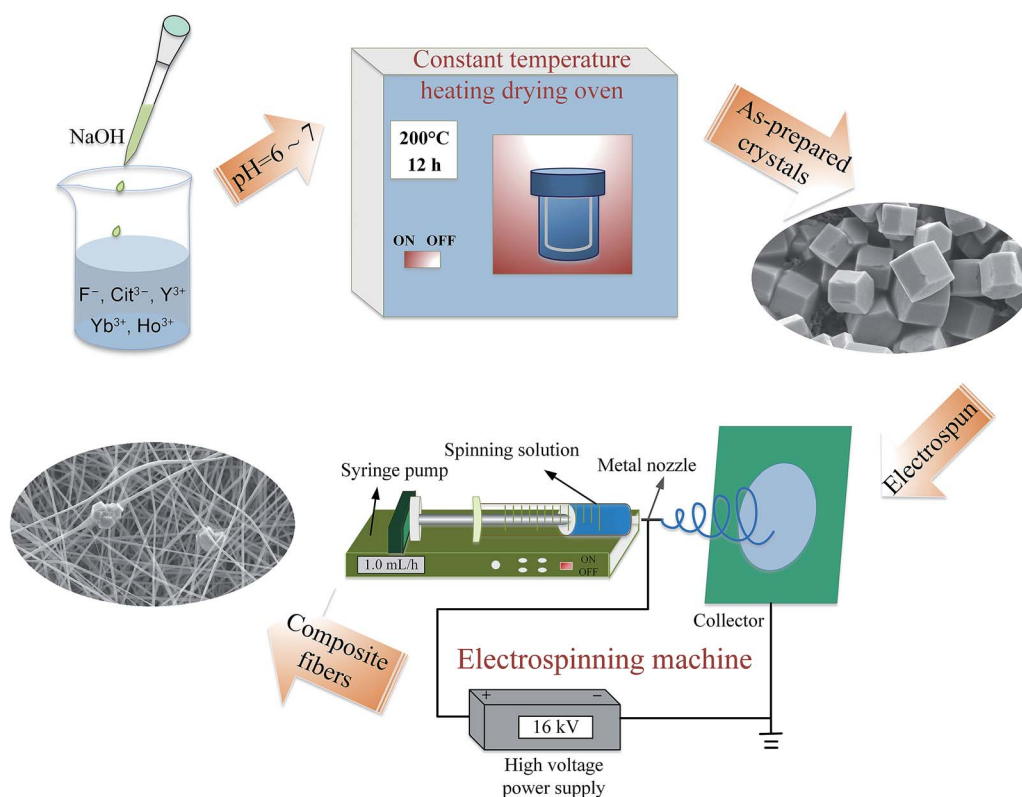 NaOH
F⁻, Cit³⁻, Y³⁺
Yb³⁺, Ho³⁺
pH=6 ~ 7
Constant temperature
heating drying oven
200°C
12 h
ON OFF
As-prepared
crystals
Electrospun
Spinning solution
Syringe pump
Metal nozzle
1.0 mL/h
ON
OFF
Collector
Composite
fibers
Electrospinning machine
+ −
16 kV
High voltage
power supply